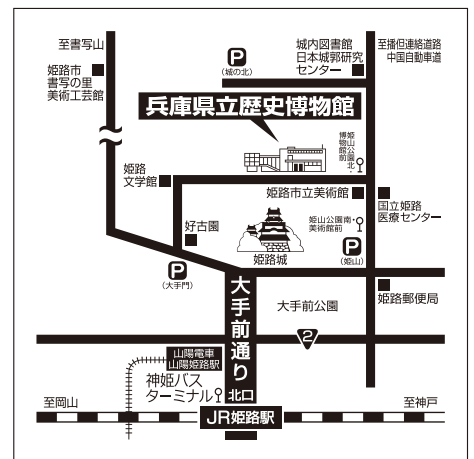 至書写山
姫路市
書写の里
美術工芸館
P
(城の北)
城内図書館
日本城郭研究
センター
至播但連絡道路
中国自動車道
兵庫県立歴史博物館
姫山公園北・
博物館前
姫路
文学館
姫路市立美術館
国立姫路
医療センター
好古園
姫路城
姫山公園南・
美術館前
P
(姫山)
P
(大手門)
大手前通り
大手前公園
姫路郵便局
2
山陽電車
山陽姫路駅
神姫バス
ターミナル
北口
至岡山
JR姫路駅
至神戸